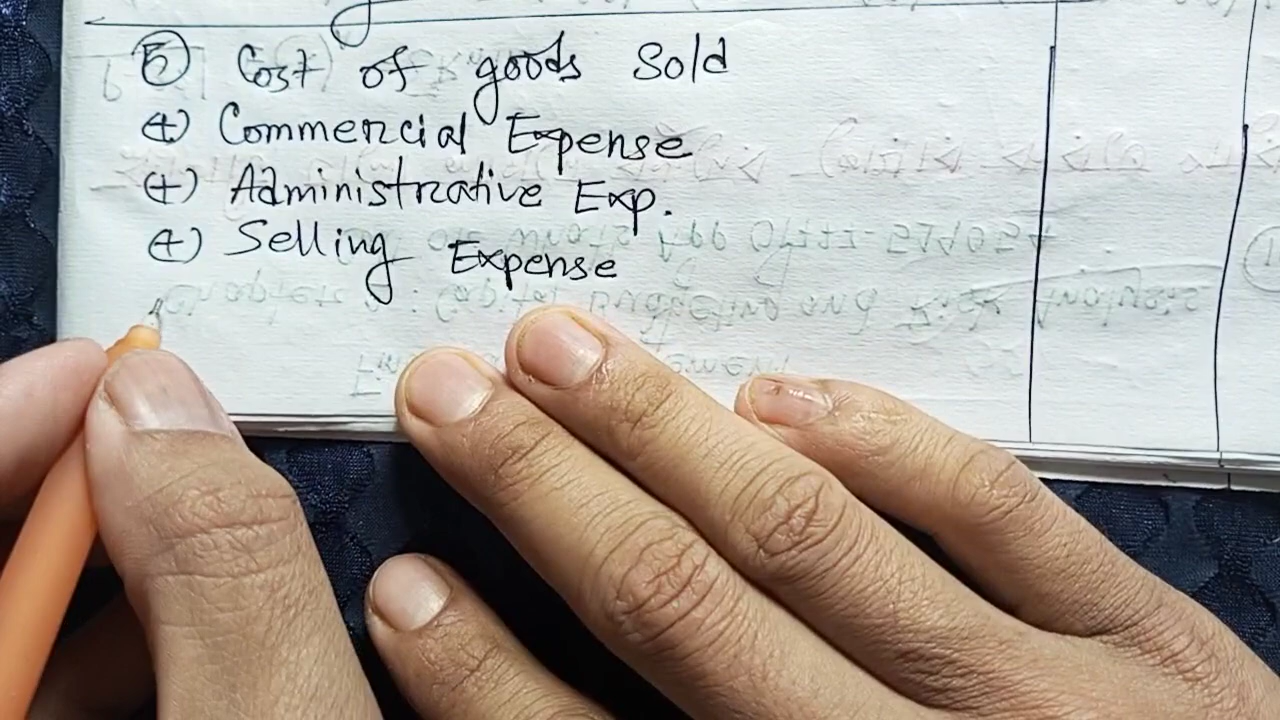 ⑤ Cost of goods Sold
(+) Commercial Expense
(+) Administrative Exp.
(+) Selling Expense